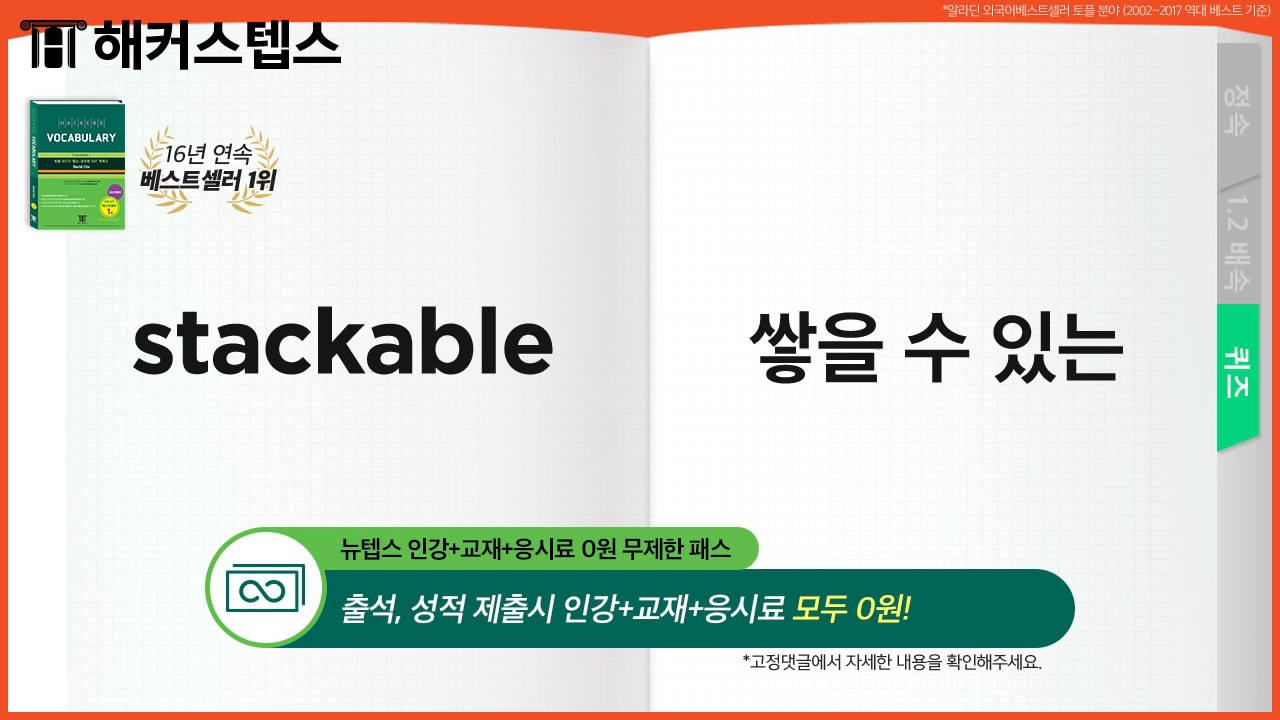 *알라딘 외국어베스트셀러 토플 분야 (2002~2017 역대 베스트 기준)
해커스텝스
HACKERS
VOCABULARY
David Cho
VOCABULARY
16년 연속
베스트셀러 1위
정속
1.2 배속
퀴즈
stackable
쌓을 수 있는
뉴텝스 인강+교재+응시료 0원 무제한 패스
출석, 성적 제출시 인강+교재+응시료 모두 0원!
*고정댓글에서 자세한 내용을 확인해주세요.